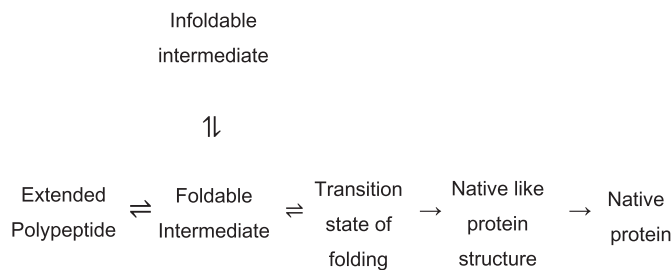 Infoldable
intermediate
⇌
Extended
Polypeptide
⇌
Foldable
Intermediate
⇌
Transition
state of
folding
→
Native like
protein
structure
→
Native
protein